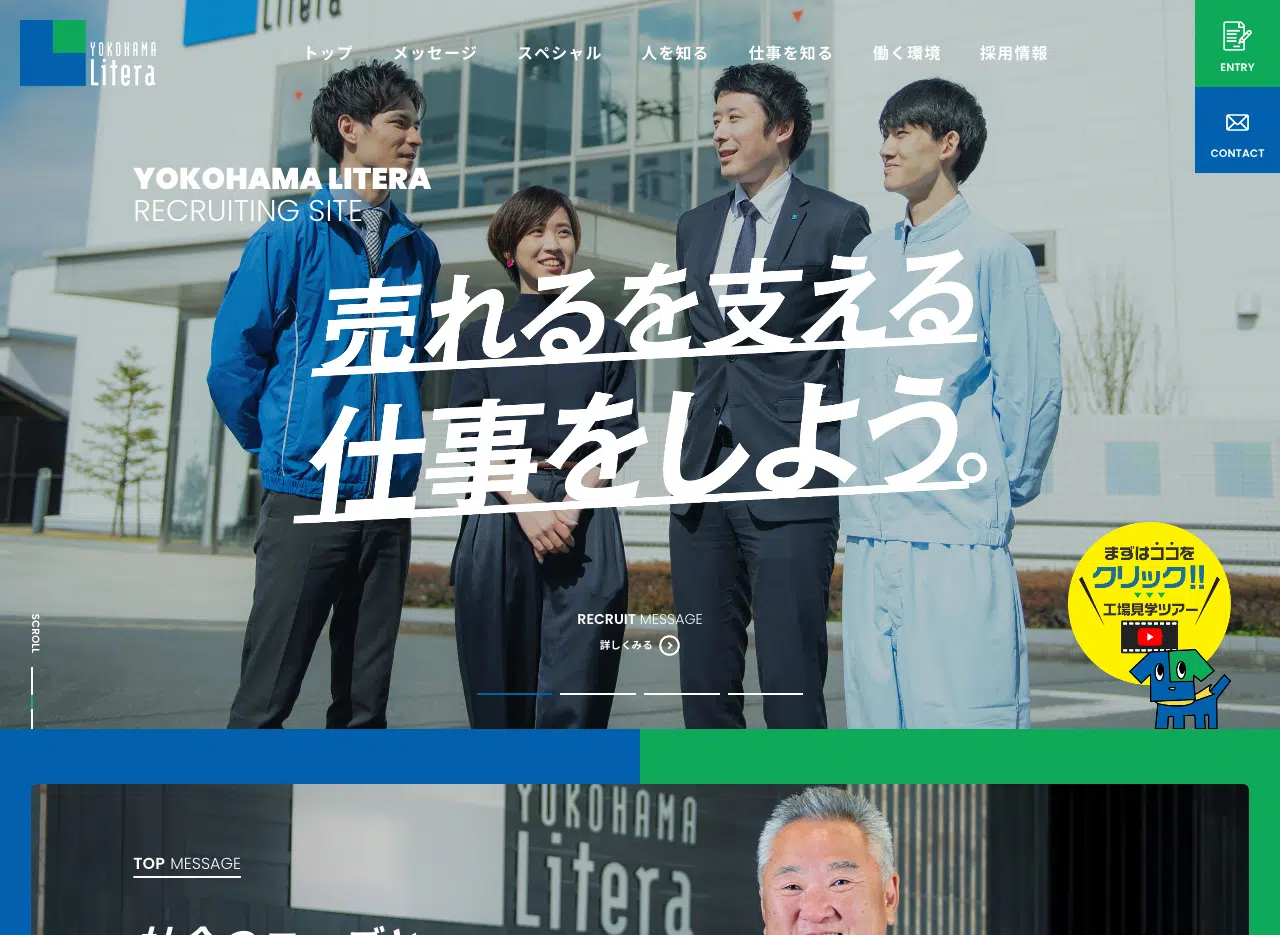 YOKOHAMA
Litera
トップ
メッセージ
スペシャル
人を知る
仕事を知る
働く環境
採用情報
ENTRY
CONTACT
YOKOHAMA LITERA
RECRUITING SITE
売れるを支える
仕事をしよう。
SCROLL
RECRUIT MESSAGE
詳しくみる
まずはココを
クリック!!
工場見学ツアー
TOP MESSAGE
YOKOHAMA
Litera